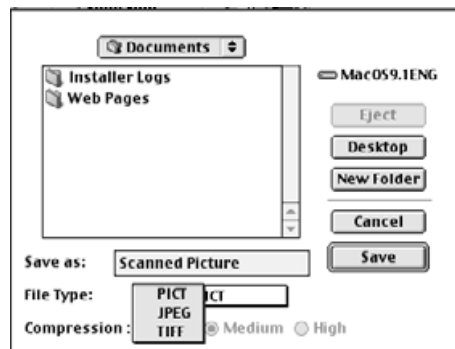 Documents
Installer Logs
Web Pages
MacOS9.1ENG
Eject
Desktop
New Folder
Cancel
Save
Save as: Scanned Picture
File Type: PICT
JPEG
TIFF
Compression : Medium High